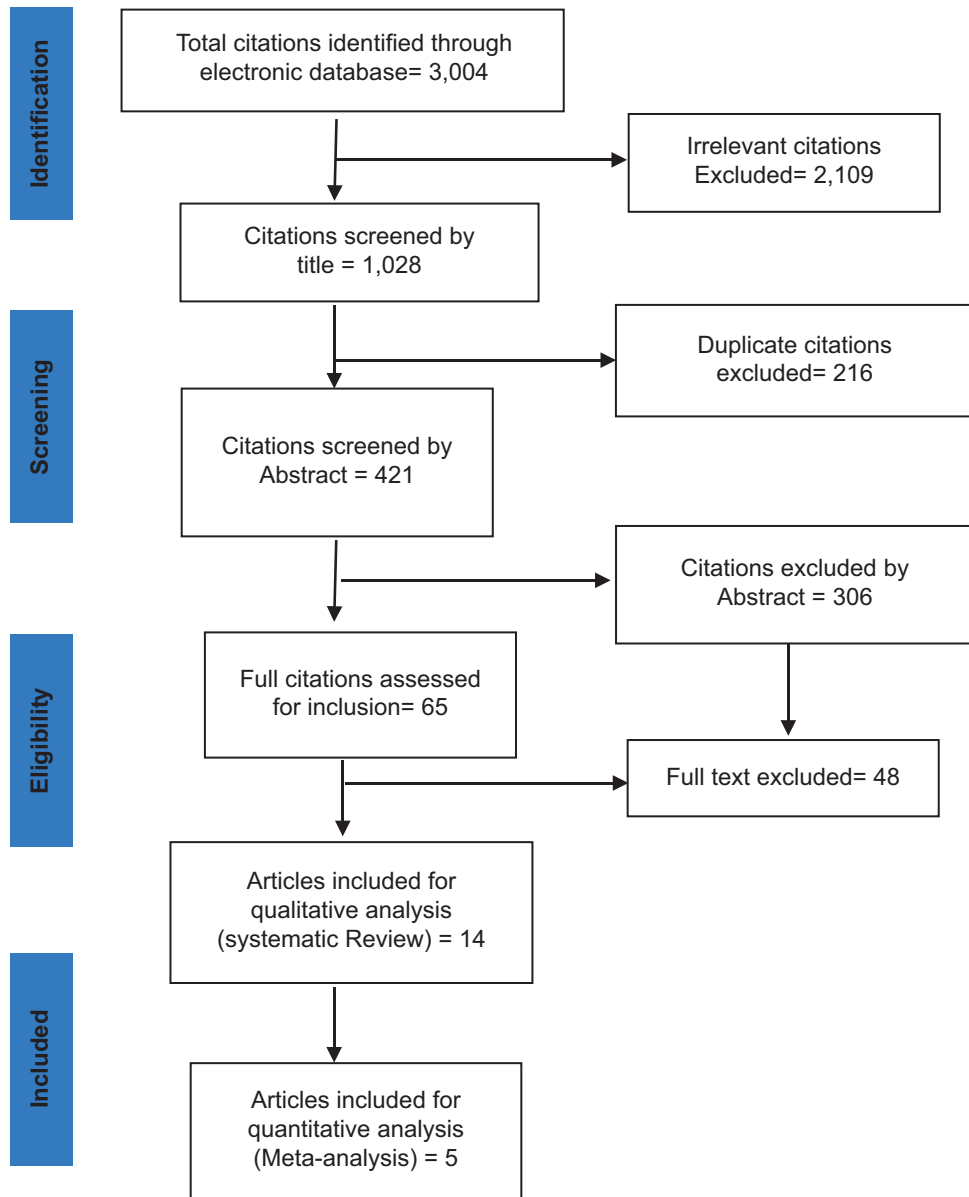 Identification
Total citations identified through
electronic database= 3,004
Irrelevant citations
Excluded= 2,109
Citations screened by
title = 1,028
Screening
Duplicate citations
excluded= 216
Citations screened by
Abstract = 421
Citations excluded by
Abstract = 306
Eligibility
Full citations assessed
for inclusion= 65
Full text excluded= 48
Articles included for
qualitative analysis
(systematic Review) = 14
Included
Articles included for
quantitative analysis
(Meta-analysis) = 5